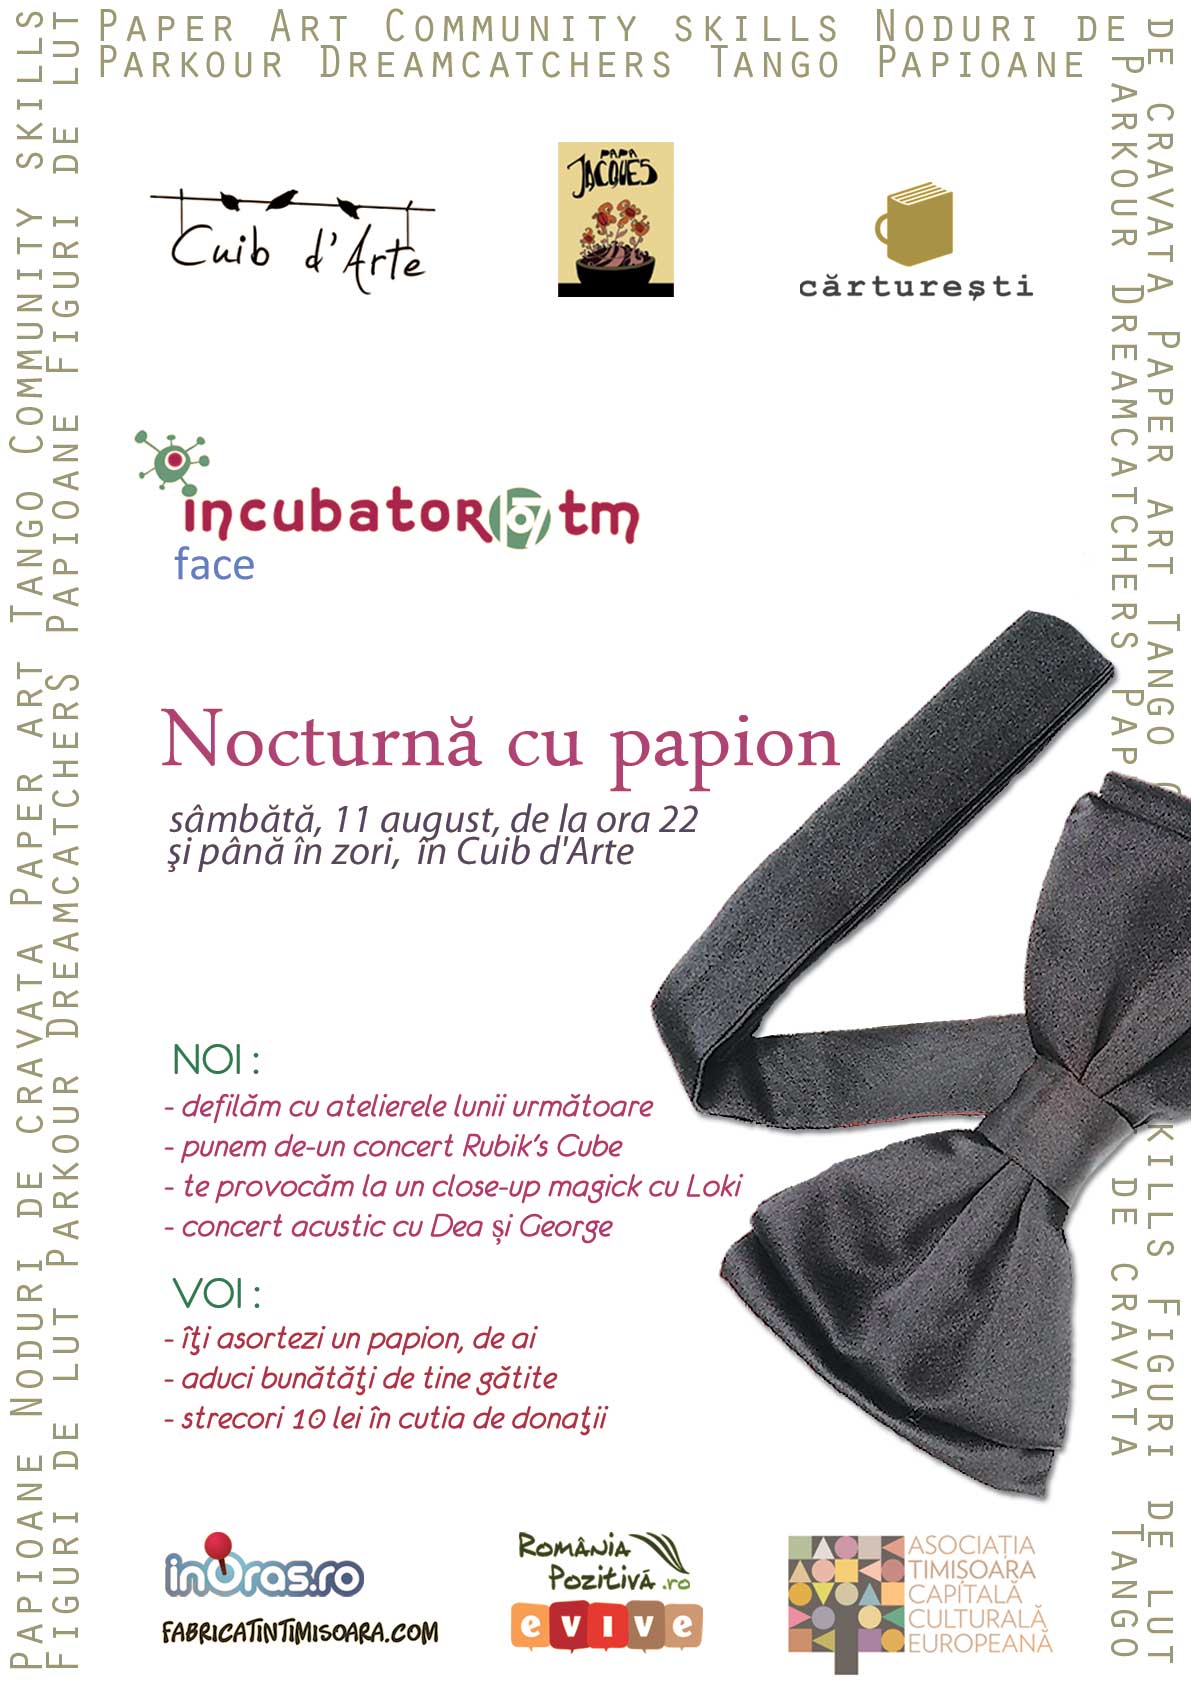 Paper Art Community skills Noduri de
Parkour Dreamcatchers Tango Papioane
de cravata Paper art Tango
Parkour Dreamcatchers Pap
kills Figuri de lut
de cravata Tango
Papioane Noduri de cravata Paper art Tango Community skills
Figuri de lut Parkour Dreamcatchers Papioane Figuri de lut
Cuib d'Arte
PAPA
JACQUES
cărturești
incubator107tm
face
Nocturnă cu papion
sâmbătă, 11 august, de la ora 22
şi până în zori, în Cuib d'Arte
NOI :
- defilăm cu atelierele lunii următoare
- punem de-un concert Rubik's Cube
- te provocăm la un close-up magick cu Loki
- concert acustic cu Dea și George
VOI :
- îţi asortezi un papion, de ai
- aduci bunătăţi de tine gătite
- strecori 10 lei în cutia de donaţii
inOras.ro
FABRICATINTIMISOARA.COM
România
Pozitivă.ro
evive
ASOCIAȚIA
TIMISOARA
CAPITALĂ
CULTURALĂ
EUROPEANĂ